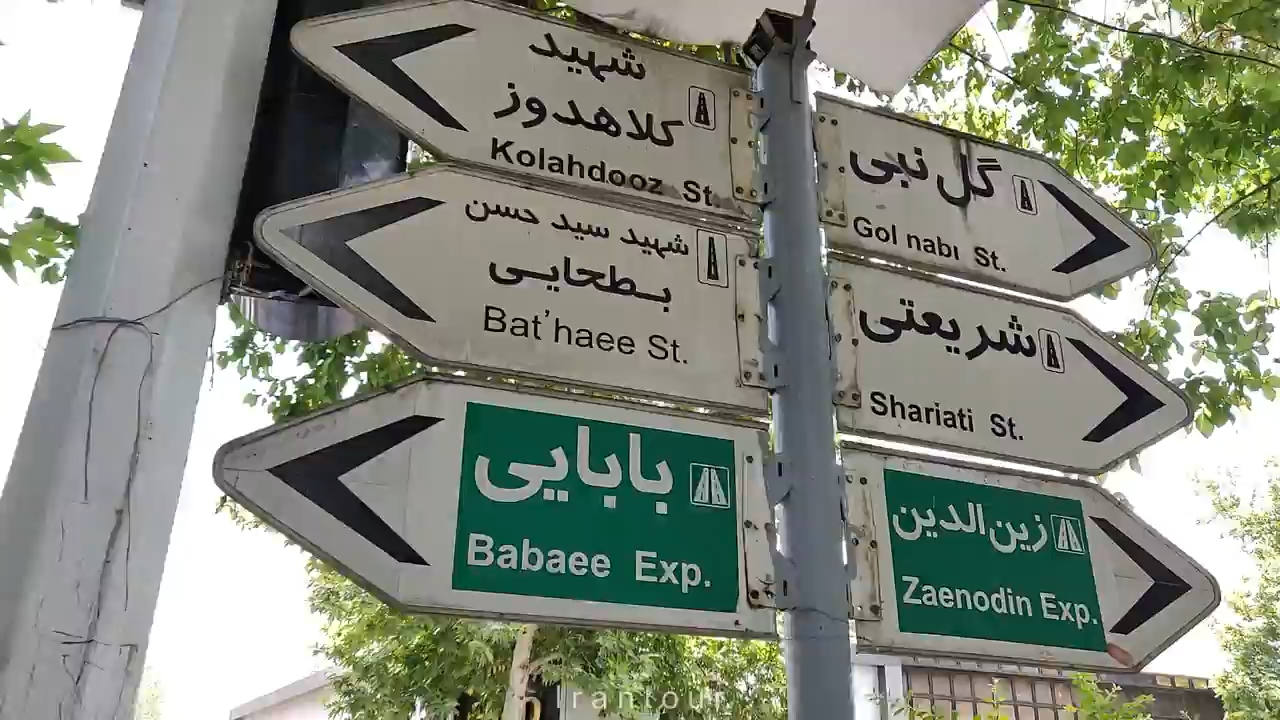 شهید
کلاهدوز
Kolahdooz St.
شهید سید حسن
بطحایی
Bat'haee St.
بابایی
Babaee Exp.
گل نبی
Gol nabi St.
شریعتی
Shariati St.
زین‌الدین
Zaenodin Exp.
Irantour